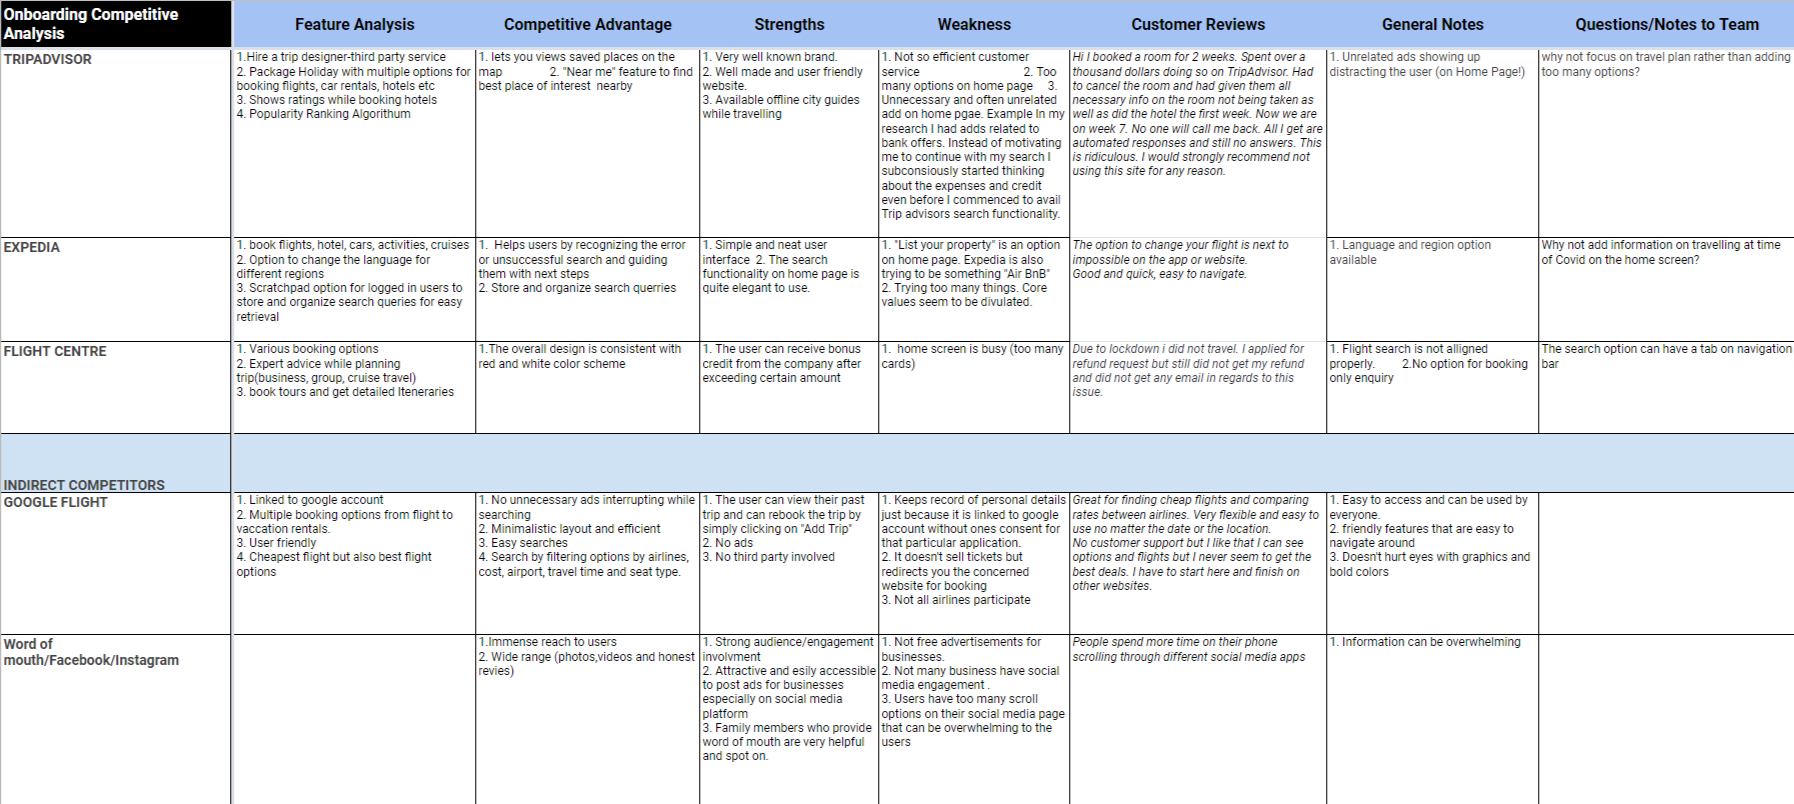 Onboarding Competitive
Analysis
Feature Analysis
Competitive Advantage
Strengths
Weakness
Customer Reviews
General Notes
Questions/Notes to Team
TRIPADVISOR
1.Hire a trip designer-third party service
2. Package Holiday with multiple options for
booking flights, car rentals, hotels etc
3. Shows ratings while booking hotels
4. Popularity Ranking Algorithum
1. lets you views saved places on the
map 2. "Near me" feature to find
best place of interest nearby
1. Very well known brand.
2. Well made and user friendly
website.
3. Available offline city guides
while travelling
1. Not so efficient customer
service 2. Too
many options on home page 3.
Unnecessary and often unrelated
add on home pgae. Example In my
research I had adds related to
bank offers. Instead of motivating
me to continue with my search I
subconsiously started thinking
about the expenses and credit
even before I commenced to avail
Trip advisors search functionality.
Hi I booked a room for 2 weeks. Spent over a
thousand dollars doing so on TripAdvisor. Had
to cancel the room and had given them all
necessary info on the room not being taken as
well as did the hotel the first week. Now we are
on week 7. No one will call me back. All I get are
automated responses and still no answers. This
is ridiculous. I would strongly recommend not
using this site for any reason.
1. Unrelated ads showing up
distracting the user (on Home Page!)
why not focus on travel plan rather than adding
too many options?
EXPEDIA
1. book flights, hotel, cars, activities, cruises
2. Option to change the language for
different regions
3. Scratchpad option for logged in users to
store and organize search queries for easy
retrieval
1. Helps users by recognizing the error
or unsuccessful search and guiding
them with next steps
2. Store and organize search querries
1. Simple and neat user
interface 2. The search
functionality on home page is
quite elegant to use.
1. "List your property" is an option
on home page. Expedia is also
trying to be something "Air BnB"
2. Trying too many things. Core
values seem to be divulated.
The option to change your flight is next to
impossible on the app or website.
Good and quick, easy to navigate.
1. Language and region option
available
Why not add information on travelling at time
of Covid on the home screen?
FLIGHT CENTRE
1. Various booking options
2. Expert advice while planning
trip(business, group, cruise travel)
3. book tours and get detailed Iteneraries
1.The overall design is consistent with
red and white color scheme
1. The user can receive bonus
credit from the company after
exceeding certain amount
1. home screen is busy (too many
cards)
Due to lockdown i did not travel. I applied for
refund request but still did not get my refund
and did not get any email in regards to this
issue.
1. Flight search is not alligned
properly. 2.No option for booking
only enquiry
The search option can have a tab on navigation
bar
INDIRECT COMPETITORS
GOOGLE FLIGHT
1. Linked to google account
2. Multiple booking options from flight to
vaccation rentals.
3. User friendly
4. Cheapest flight but also best flight
options
1. No unnecessary ads interrupting while
searching
2. Minimalistic layout and efficient
3. Easy searches
4. Search by filtering options by airlines,
cost, airport, travel time and seat type.
1. The user can view their past
trip and can rebook the trip by
simply clicking on "Add Trip"
2. No ads
3. No third party involved
1. Keeps record of personal details
just because it is linked to google
account without ones consent for
that particular application.
2. It doesn't sell tickets but
redirects you the concerned
website for booking
3. Not all airlines participate
Great for finding cheap flights and comparing
rates between airlines. Very flexible and easy to
use no matter the date or the location.
No customer support but I like that I can see
options and flights but I never seem to get the
best deals. I have to start here and finish on
other websites.
1. Easy to access and can be used by
everyone.
2. friendly features that are easy to
navigate around
3. Doesn't hurt eyes with graphics and
bold colors
Word of
mouth/Facebook/Instagram
1.Immense reach to users
2. Wide range (photos,videos and honest
revies)
1. Strong audience/engagement
involvment
2. Attractive and esily accessible
to post ads for businesses
especially on social media
platform
3. Family members who provide
word of mouth are very helpful
and spot on.
1. Not free advertisements for
businesses.
2. Not many business have social
media engagement .
3. Users have too many scroll
options on their social media page
that can be overwhelming to the
users
People spend more time on their phone
scrolling through different social media apps
1. Information can be overwhelming